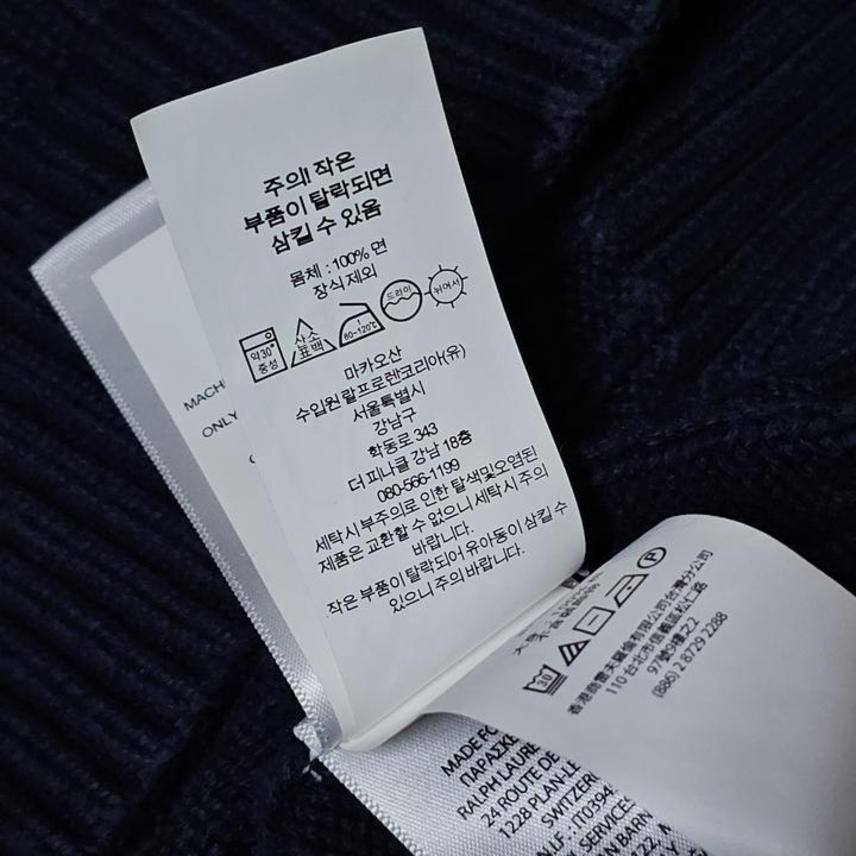 주의! 작은
부품이 탈락되면
삼킬 수 있음
몸체 : 100% 면
장식 제외
약30°
중성
산소
표백
1
80~120℃
드라이
뉘어서
마카오산
수입원 랄프로렌코리아(유)
서울특별시
강남구
학동로 343
더 피나클 강남 18층
080-566-1199
세탁시 부주의로 인한 탈색및오염된
제품은 교환할 수 없으니 세탁시 주의
바랍니다.
작은 부품이 탈락되어 유아동이 삼킬 수
있으니 주의 바랍니다.
MACH
ONLY
30
P
香港商雷夫羅倫有限公司台灣分公司
110 台北市信義區松仁路
97號9樓之2
(886) 2 8729 2288
MADE FO
ΠΑΡΑΣΚΕ
RALPH LAURE
24 ROUTE DE
1228 PLAN-LE
SWITZER
N.I.F. : IT0394
SERVICES
AN BARN